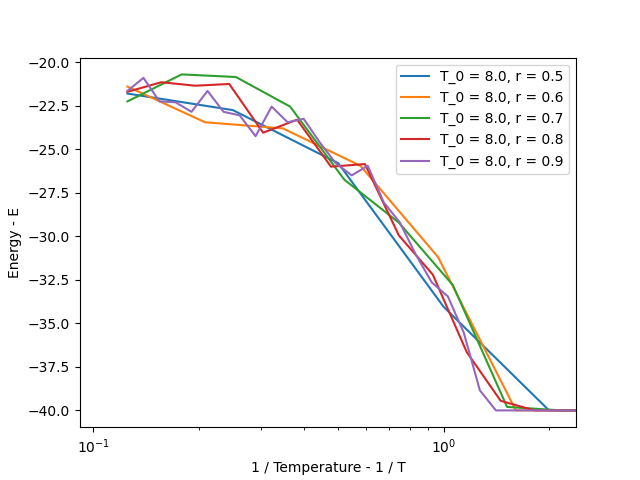 −20.0
−22.5
−25.0
−27.5
−30.0
−32.5
−35.0
−37.5
−40.0
Energy - E
T_0 = 8.0, r = 0.5
T_0 = 8.0, r = 0.6
T_0 = 8.0, r = 0.7
T_0 = 8.0, r = 0.8
T_0 = 8.0, r = 0.9
10⁻¹
10⁰
1 / Temperature - 1 / T